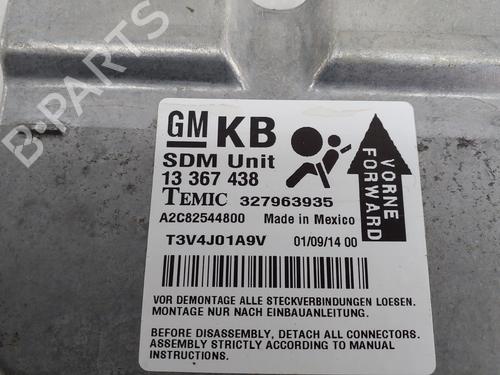 B-PARTS
GM KB
SDM Unit
13 367 438
TEMIC 327963935
A2C82544800 Made in Mexico
T3V4J01A9V 01/09/14 00
VORNE
FORWARD
VOR DEMONTAGE ALLE STECKVERBINDUNGEN LOESEN.
MONTAGE NUR NACH EINBAUANLEITUNG.
BEFORE DISASSEMBLY, DETACH ALL CONNECTORS.
ASSEMBLY STRICTLY ACCORDING TO MANUAL
INSTRUCTIONS.